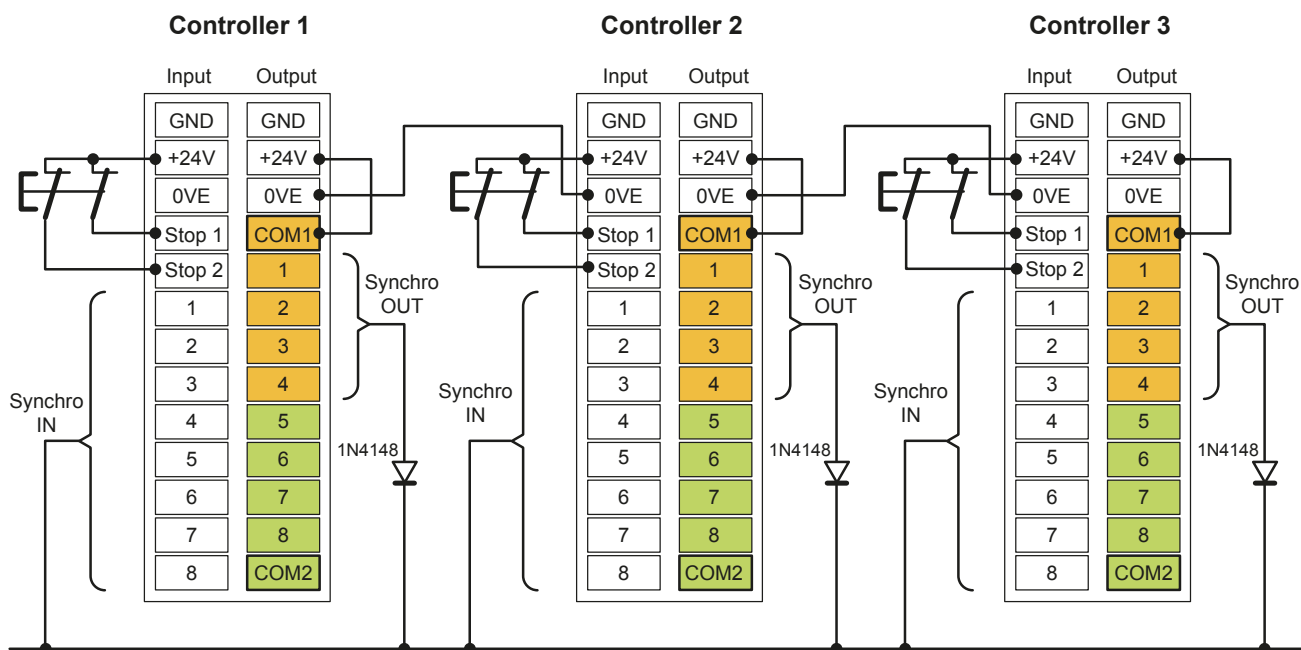 Controller 1
Controller 2
Controller 3
Input Output
Input Output
Input Output
GND GND
GND GND
GND GND
+24V +24V
+24V +24V
+24V +24V
0VE 0VE
0VE 0VE
0VE 0VE
Stop 1 COM1
Stop 1 COM1
Stop 1 COM1
Stop 2 1
Stop 2 1
Stop 2 1
Synchro
OUT
Synchro
OUT
Synchro
OUT
1 2
1 2
1 2
2 3
2 3
2 3
3 4
3 4
3 4
Synchro
IN
Synchro
IN
Synchro
IN
4 5
4 5
4 5
5 6
5 6
5 6
1N4148
1N4148
1N4148
6 7
6 7
6 7
7 8
7 8
7 8
8 COM2
8 COM2
8 COM2